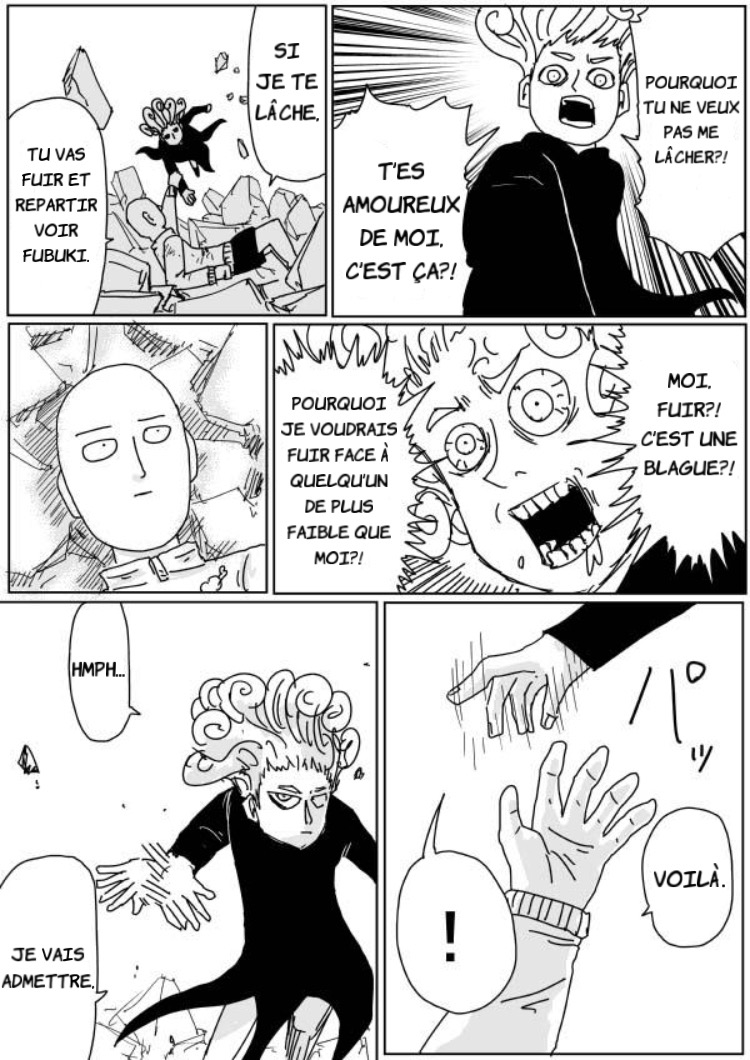 POURQUOI
TU NE VEUX
PAS ME
LÂCHER?!
T'ES
AMOUREUX
DE MOI,
C'EST ÇA?!
SI
JE TE
LÂCHE,
TU VAS
FUIR ET
REPARTIR
VOIR
FUBUKI.
MOI,
FUIR?!
C'EST UNE
BLAGUE?!
POURQUOI
JE VOUDRAIS
FUIR FACE À
QUELQU'UN
DE PLUS
FAIBLE QUE
MOI?!
パッ
VOILÀ.
!
HMPH...
JE VAIS
ADMETTRE,